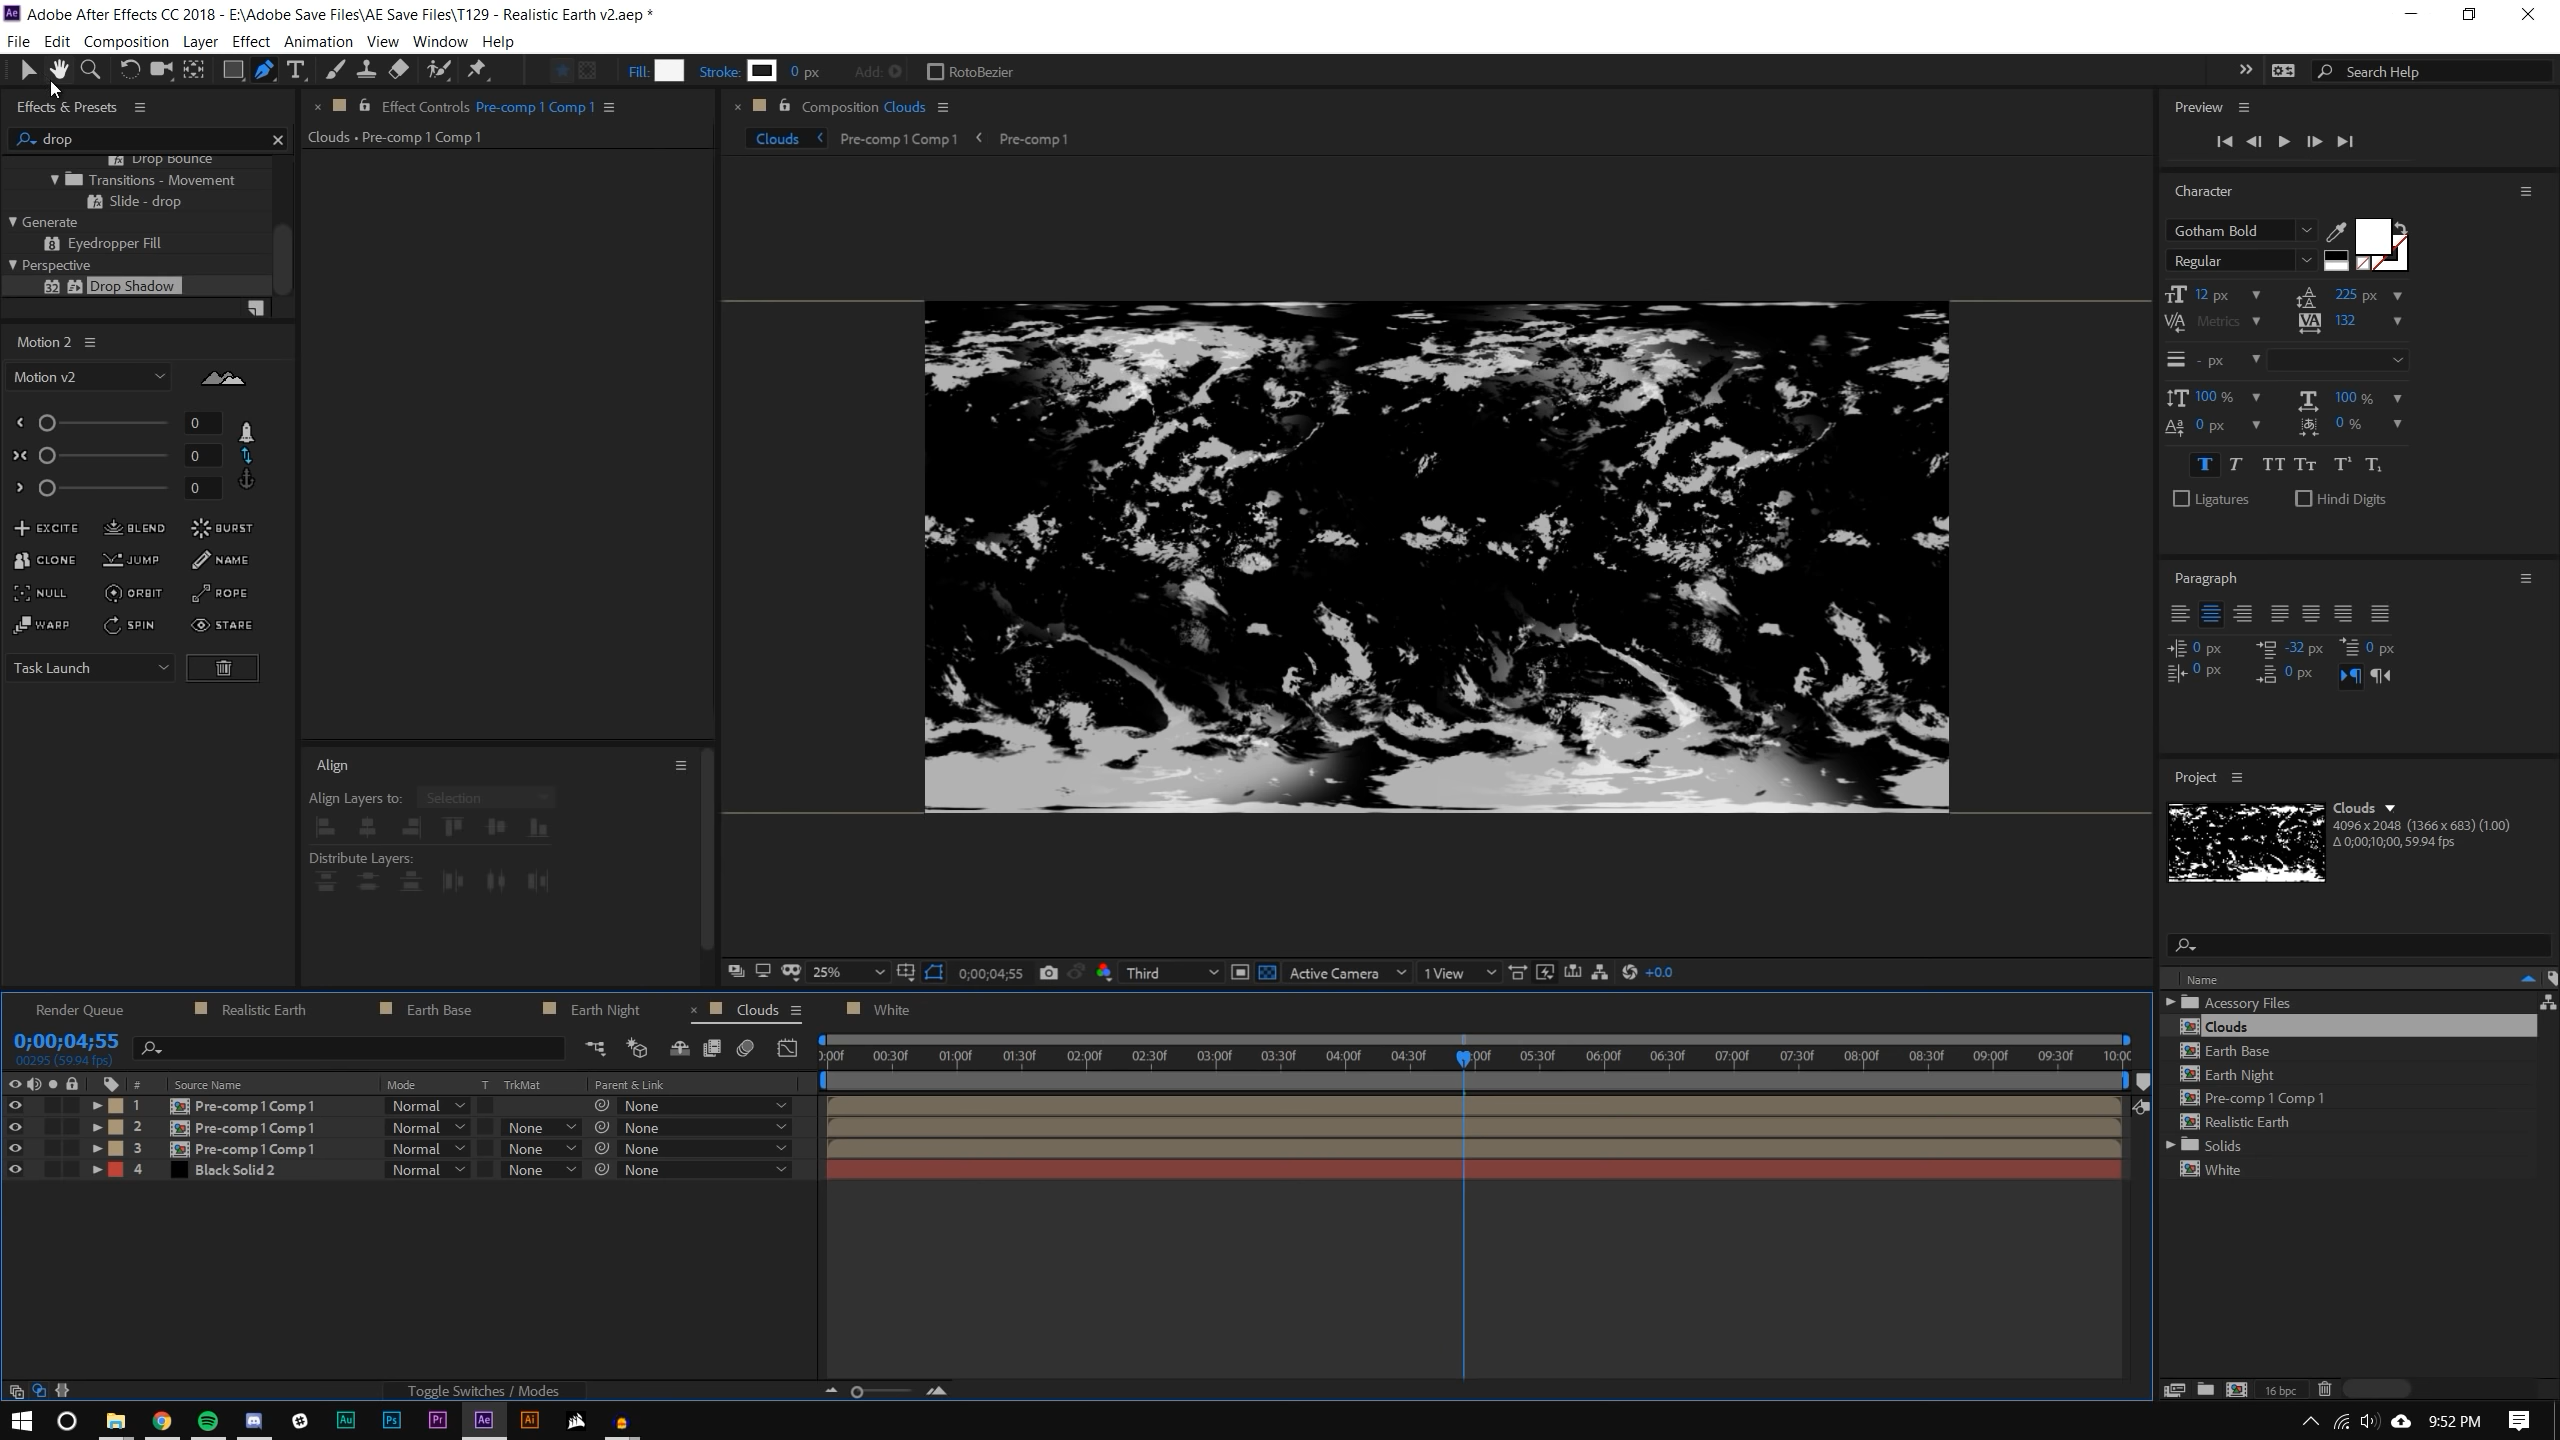 Adobe After Effects CC 2018 - E:\Adobe Save Files\AE Save Files\T129 - Realistic Earth v2.aep *
File Edit Composition Layer Effect Animation View Window Help
Fill: Stroke: 0 px Add: RotoBezier Search Help
Effects & Presets
drop
Drop Bounce
Transitions - Movement
Slide - drop
Generate
Eyedropper Fill
Perspective
Drop Shadow
Motion 2
Motion v2
0
0
0
EXCITE BLEND BURST
CLONE JUMP NAME
NULL ORBIT ROPE
WARP SPIN STARE
Task Launch
Effect Controls Pre-comp 1 Comp 1
Clouds • Pre-comp 1 Comp 1
Align
Align Layers to: Selection
Distribute Layers:
Composition Clouds
Clouds Pre-comp 1 Comp 1 Pre-comp 1
25% 0;00;04;55 Third Active Camera 1 View +0.0
Preview
Character
Gotham Bold
Regular
12 px 225 px
Metrics 132
- px
100 % 100 %
0 px 0 %
T T TT Tт T¹ T₁
Ligatures Hindi Digits
Paragraph
0 px -32 px 0 px
0 px 0 px
Project
Clouds
4096 x 2048 (1366 x 683) (1.00)
Δ 0;00;10;00, 59.94 fps
Name
Acessory Files
Clouds
Earth Base
Earth Night
Pre-comp 1 Comp 1
Realistic Earth
Solids
White
16 bpc
Render Queue Realistic Earth Earth Base Earth Night Clouds White
0;00;04;55
00295 (59.94 fps)
0:00f 00:30f 01:00f 01:30f 02:00f 02:30f 03:00f 03:30f 04:00f 04:30f :00f 05:30f 06:00f 06:30f 07:00f 07:30f 08:00f 08:30f 09:00f 09:30f 10:00
# Source Name Mode T TrkMat Parent & Link
1 Pre-comp 1 Comp 1 Normal None
2 Pre-comp 1 Comp 1 Normal None None
3 Pre-comp 1 Comp 1 Normal None None
4 Black Solid 2 Normal None None
Toggle Switches / Modes
Au Ps Pr Ae Ai
9:52 PM